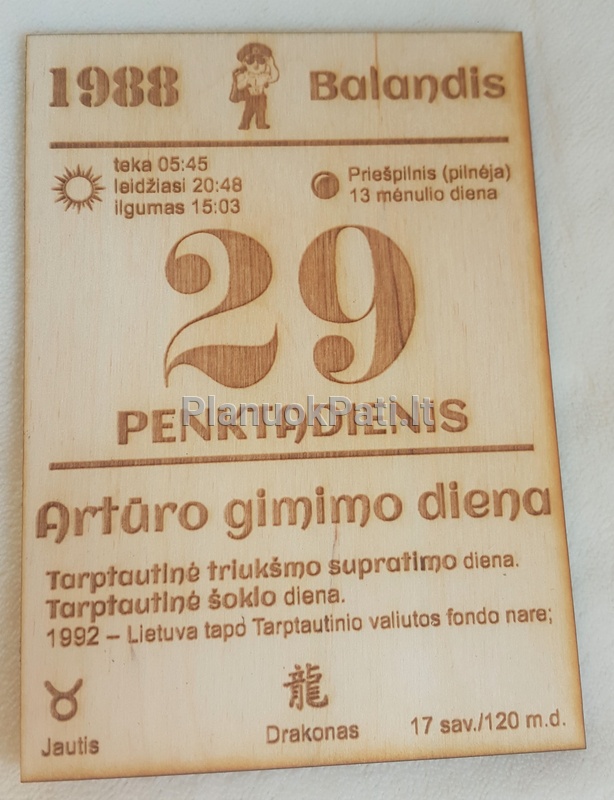 1988 Balandis
teka 05:45
leidžiasi 20:48
ilgumas 15:03
Priešpilnis (pilnėja)
13 mėnulio diena
29
PENKTADIENIS
PlanuokPati.lt
Artūro gimimo diena
Tarptautinė triukšmo supratimo diena.
Tarptautinė šokio diena.
1992 – Lietuva tapo Tarptautinio valiutos fondo nare;
龍
Jautis
Drakonas
17 sav./120 m.d.